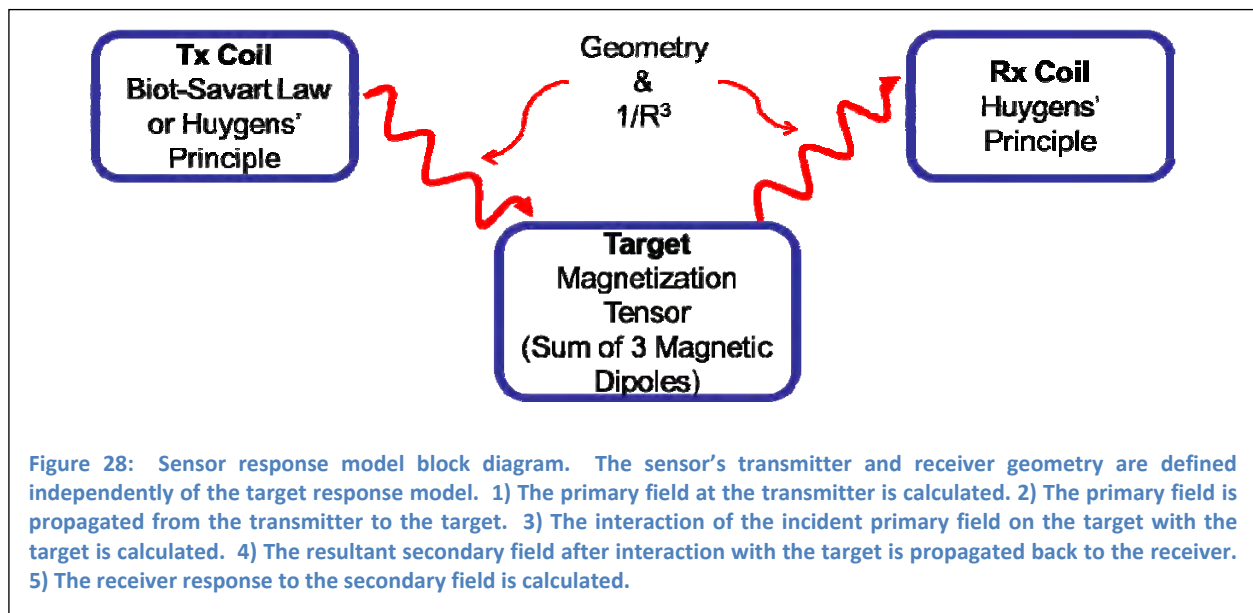 Tx Coil
Biot-Savart Law
or Huygens'
Principle
Geometry
&
1/R³
Rx Coil
Huygens'
Principle
Target
Magnetization
Tensor
(Sum of 3 Magnetic
Dipoles)
Figure 28: Sensor response model block diagram. The sensor's transmitter and receiver geometry are defined
independently of the target response model. 1) The primary field at the transmitter is calculated. 2) The primary field is
propagated from the transmitter to the target. 3) The interaction of the incident primary field on the target with the
target is calculated. 4) The resultant secondary field after interaction with the target is propagated back to the receiver.
5) The receiver response to the secondary field is calculated.